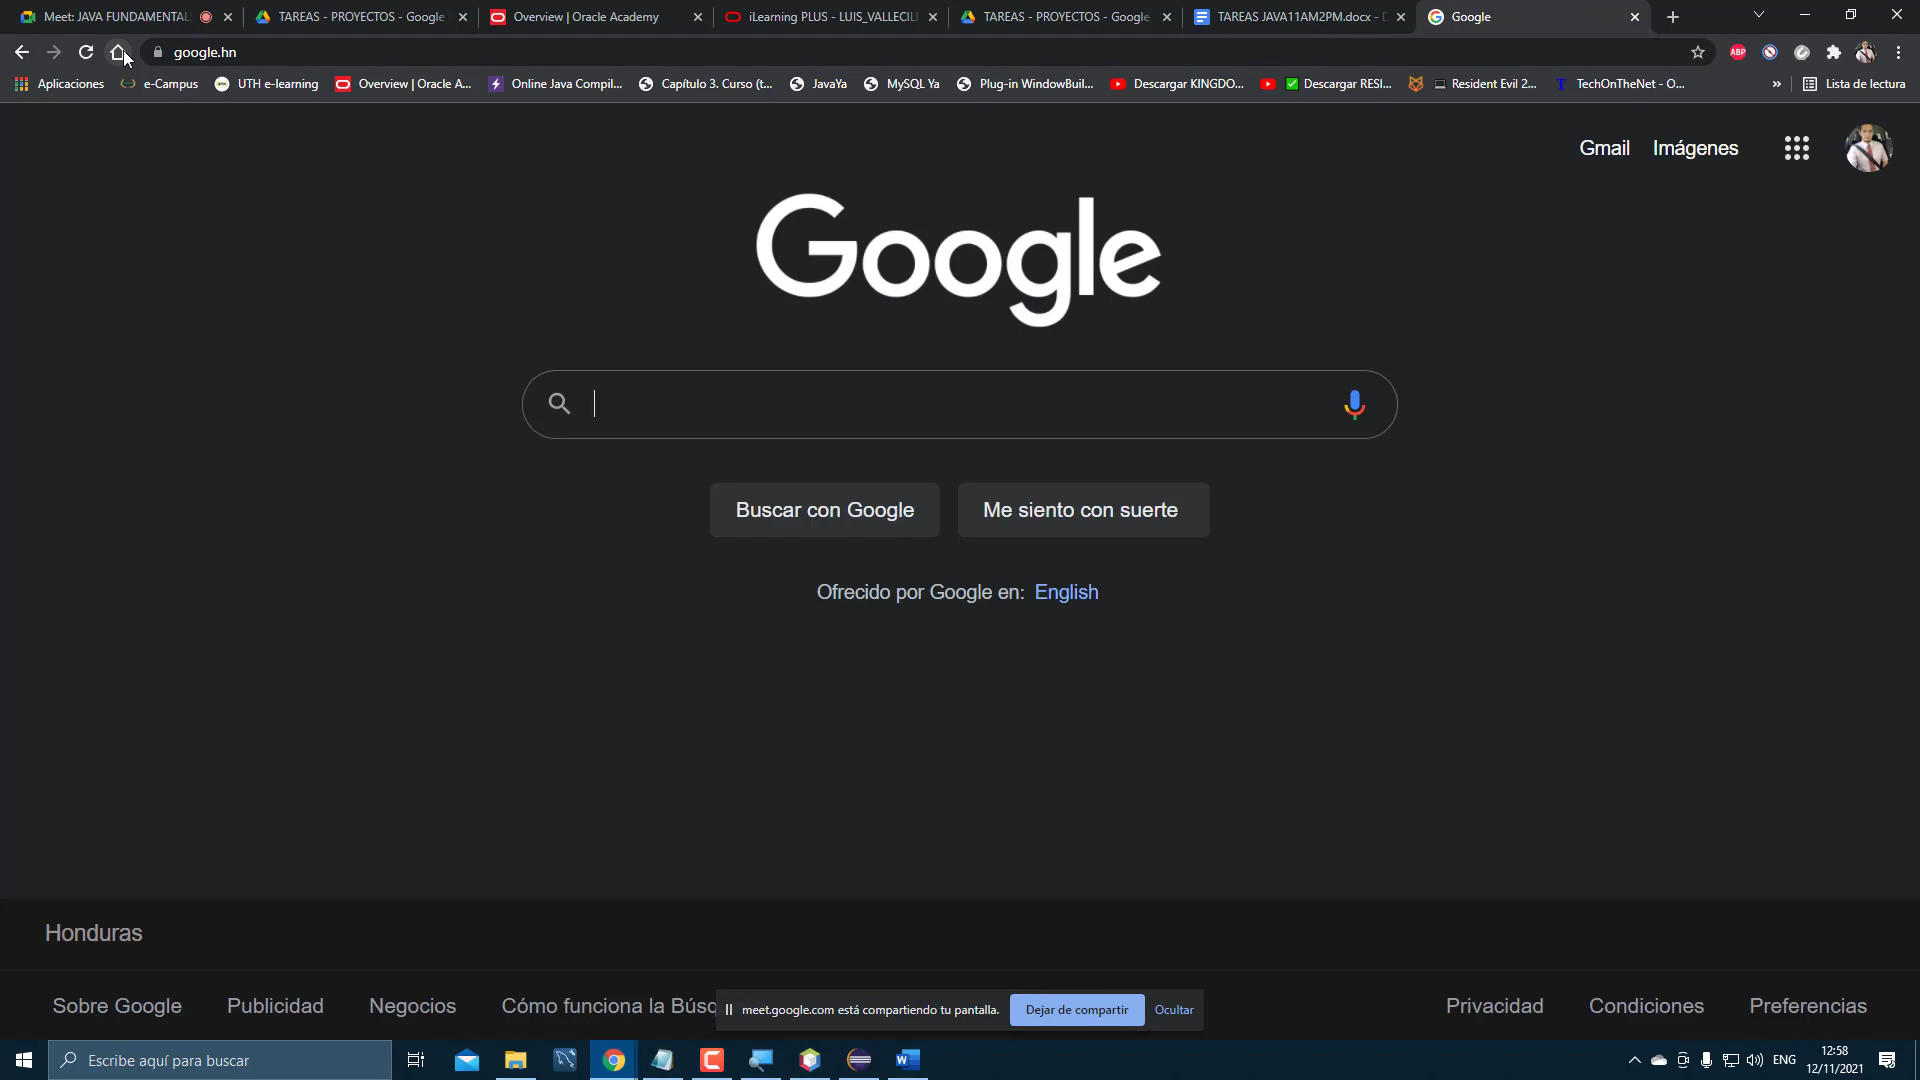 Meet: JAVA FUNDAMENTAL
TAREAS - PROYECTOS - Google
Overview | Oracle Academy
iLearning PLUS - LUIS_VALLECIL
TAREAS - PROYECTOS - Google
TAREAS JAVA11AM2PM.docx - D
Google
google.hn
ABP
Aplicaciones
e-Campus
UTH e-learning
Overview | Oracle A...
Online Java Compil...
Capítulo 3. Curso (t...
JavaYa
MySQL Ya
Plug-in WindowBuil...
Descargar KINGDO...
Descargar RESI...
Resident Evil 2...
TechOnTheNet - O...
»
Lista de lectura
Gmail
Imágenes
Google
Buscar con Google
Me siento con suerte
Ofrecido por Google en: English
Honduras
Sobre Google
Publicidad
Negocios
Cómo funciona la Búsq
meet.google.com está compartiendo tu pantalla.
Dejar de compartir
Ocultar
Privacidad
Condiciones
Preferencias
Escribe aquí para buscar
ENG
12:58
12/11/2021